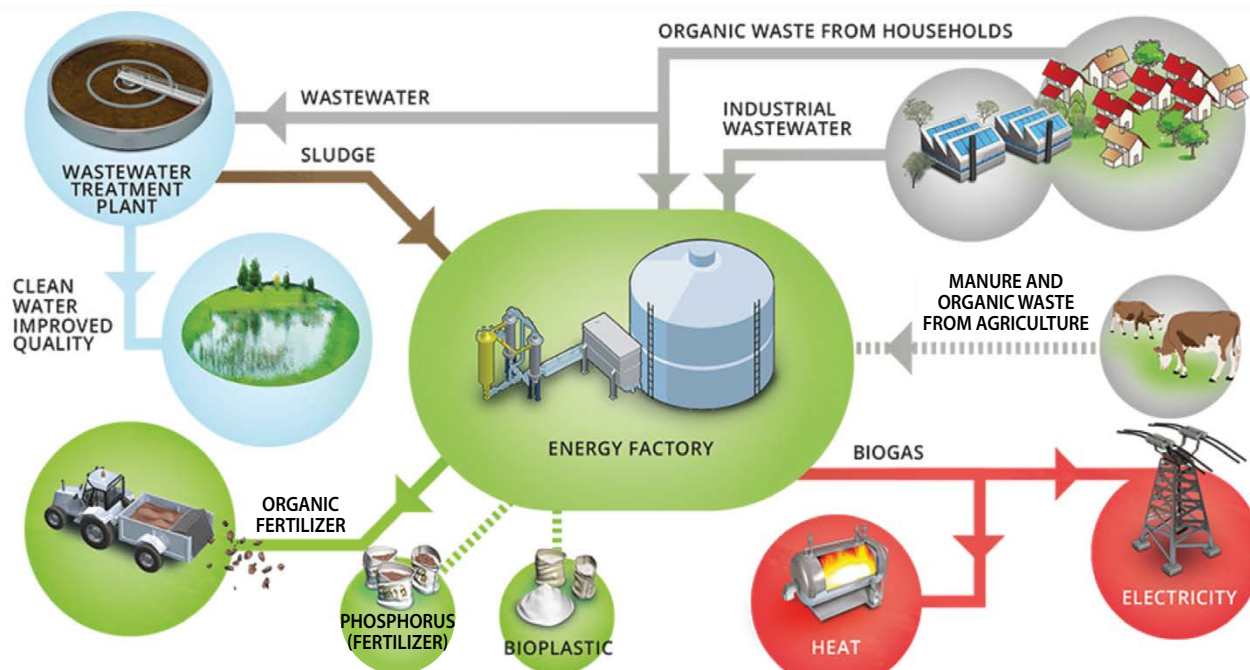 ORGANIC WASTE FROM HOUSEHOLDS
WASTEWATER
INDUSTRIAL
WASTEWATER
SLUDGE
WASTEWATER
TREATMENT
PLANT
CLEAN
WATER
IMPROVED
QUALITY
MANURE AND
ORGANIC WASTE
FROM AGRICULTURE
ENERGY FACTORY
BIOGAS
ORGANIC
FERTILIZER
PHOSPHORUS
(FERTILIZER)
BIOPLASTIC
HEAT
ELECTRICITY